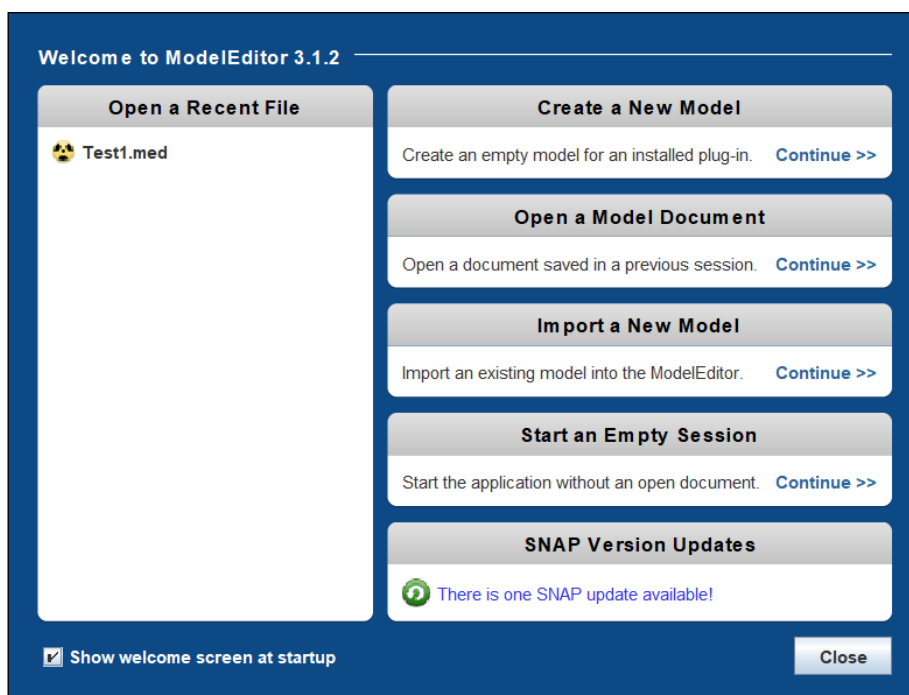 Welcome to ModelEditor 3.1.2
Open a Recent File
Test1.med
Create a New Model
Create an empty model for an installed plug-in. Continue >>
Open a Model Document
Open a document saved in a previous session. Continue >>
Import a New Model
Import an existing model into the ModelEditor. Continue >>
Start an Empty Session
Start the application without an open document. Continue >>
SNAP Version Updates
There is one SNAP update available!
Show welcome screen at startup
Close